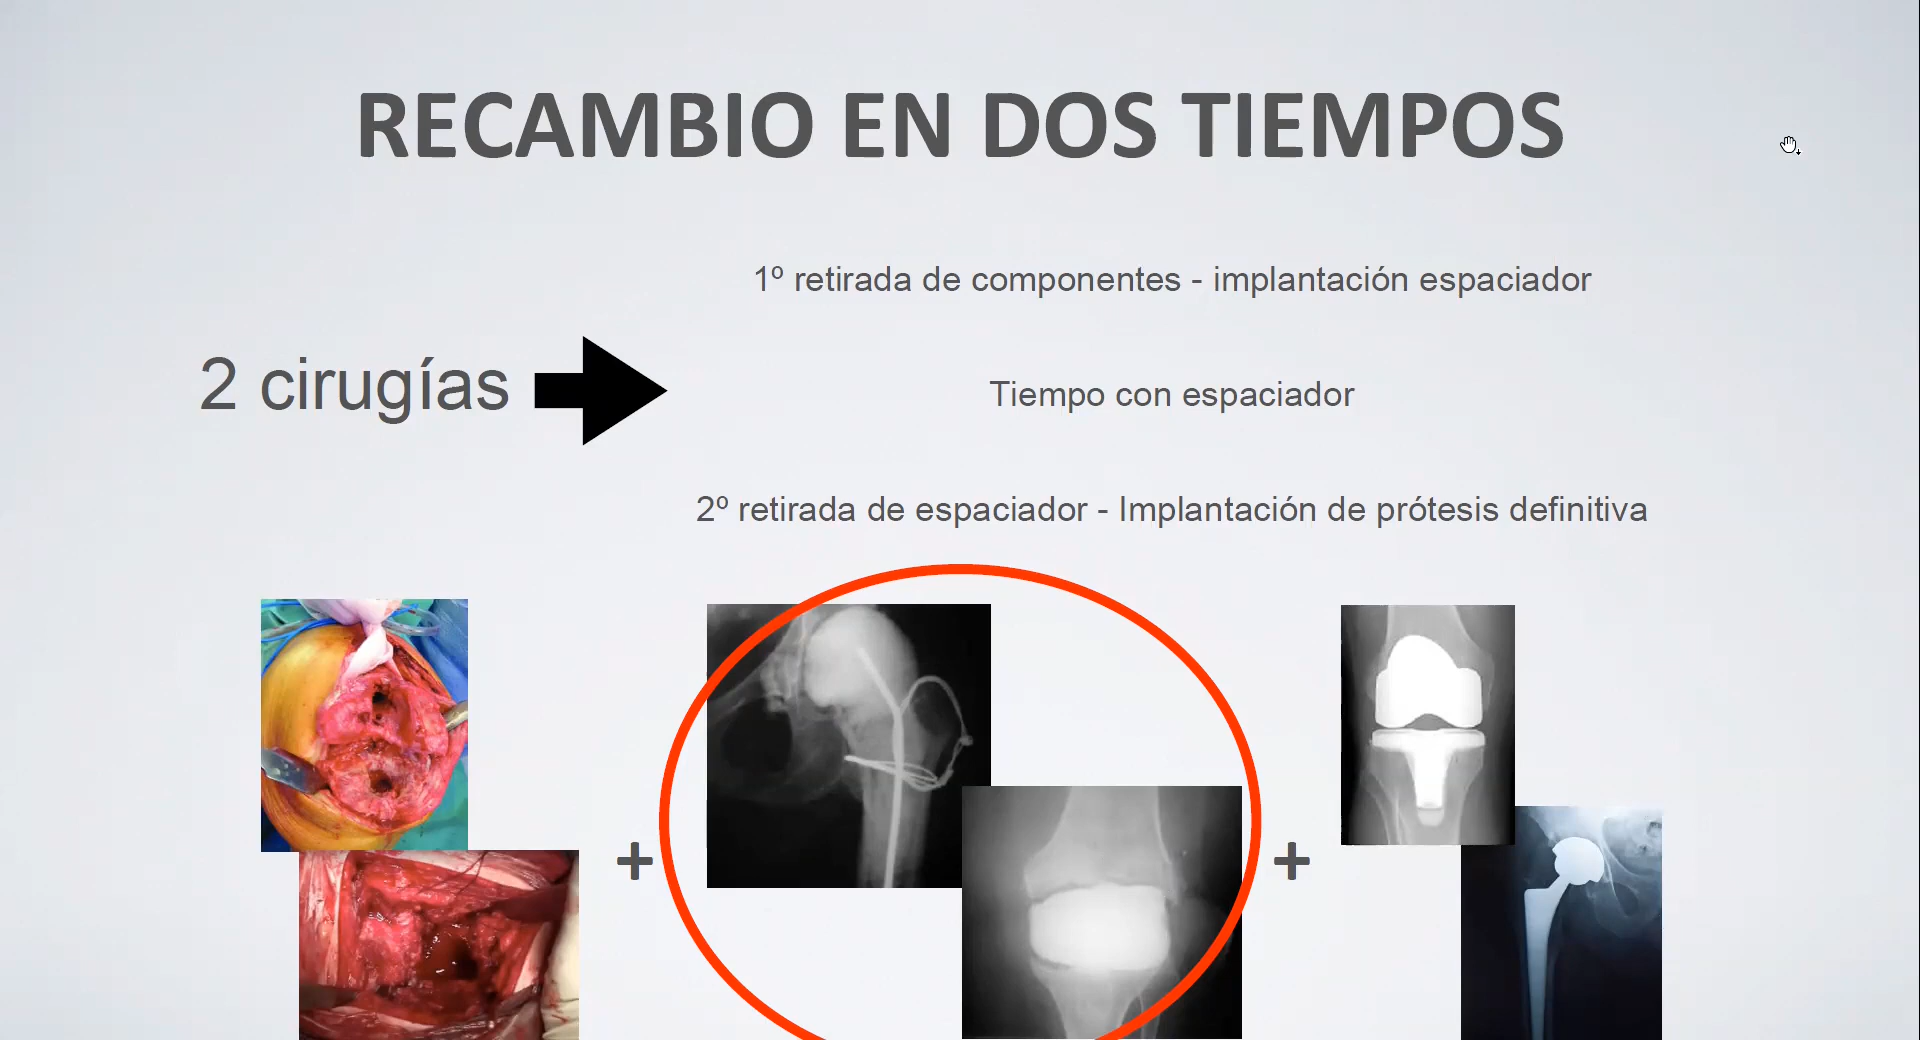 RECAMBIO EN DOS TIEMPOS
1º retirada de componentes - implantación espaciador
2 cirugías
Tiempo con espaciador
2º retirada de espaciador - Implantación de prótesis definitiva
+
+